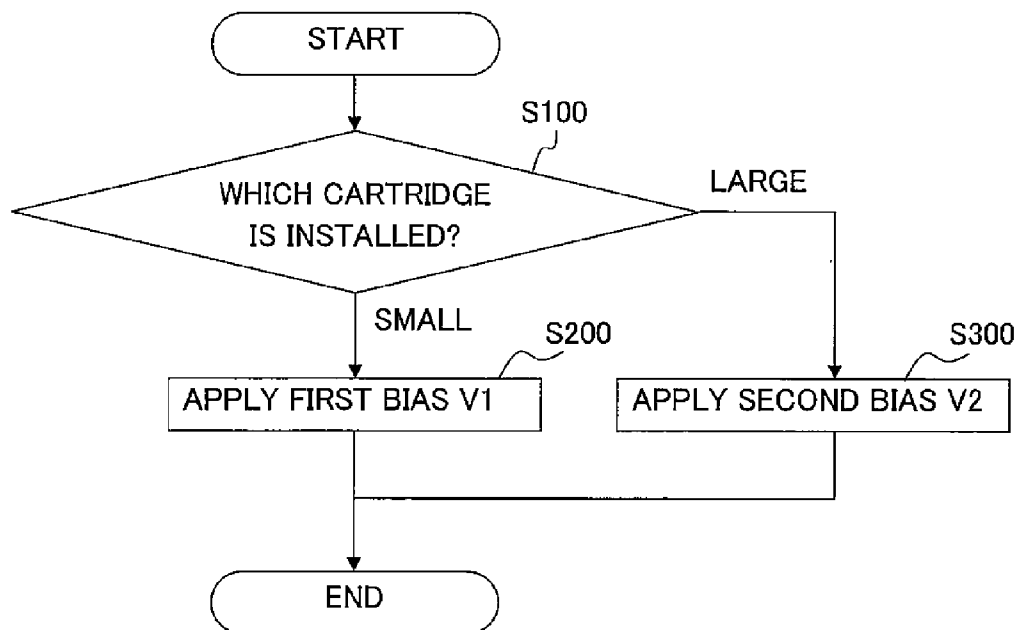 START
S100
WHICH CARTRIDGE
IS INSTALLED?
LARGE
SMALL
S200
S300
APPLY FIRST BIAS V1
APPLY SECOND BIAS V2
END